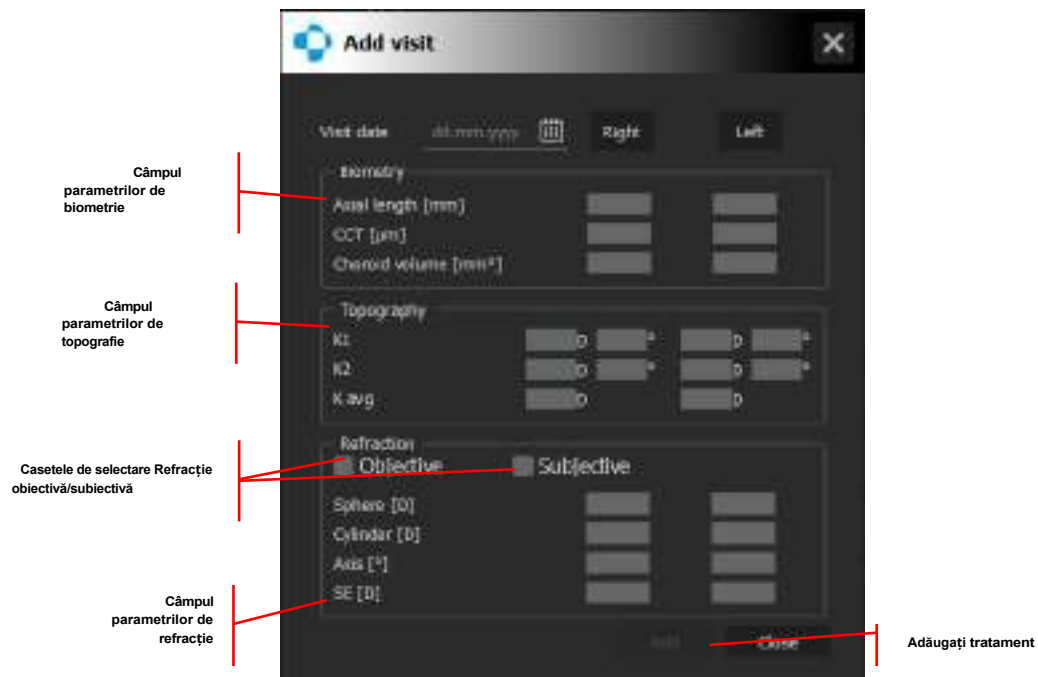 Add visit
Visit date dd.mm.yyyy Right Left
Câmpul
parametrilor de
biometrie
Biometry
Axial length [mm]
CCT [µm]
Choroid volume [mm³]
Câmpul
parametrilor de
topografie
Topography
K1 D ° D °
K2 D ° D °
K avg D D
Casetele de selectare Refracție
obiectivă/subiectivă
Refraction
Objective Subjective
Sphere [D]
Cylinder [D]
Axis [°]
SE [D]
Câmpul
parametrilor de
refracție
Add Close
Adăugați tratament